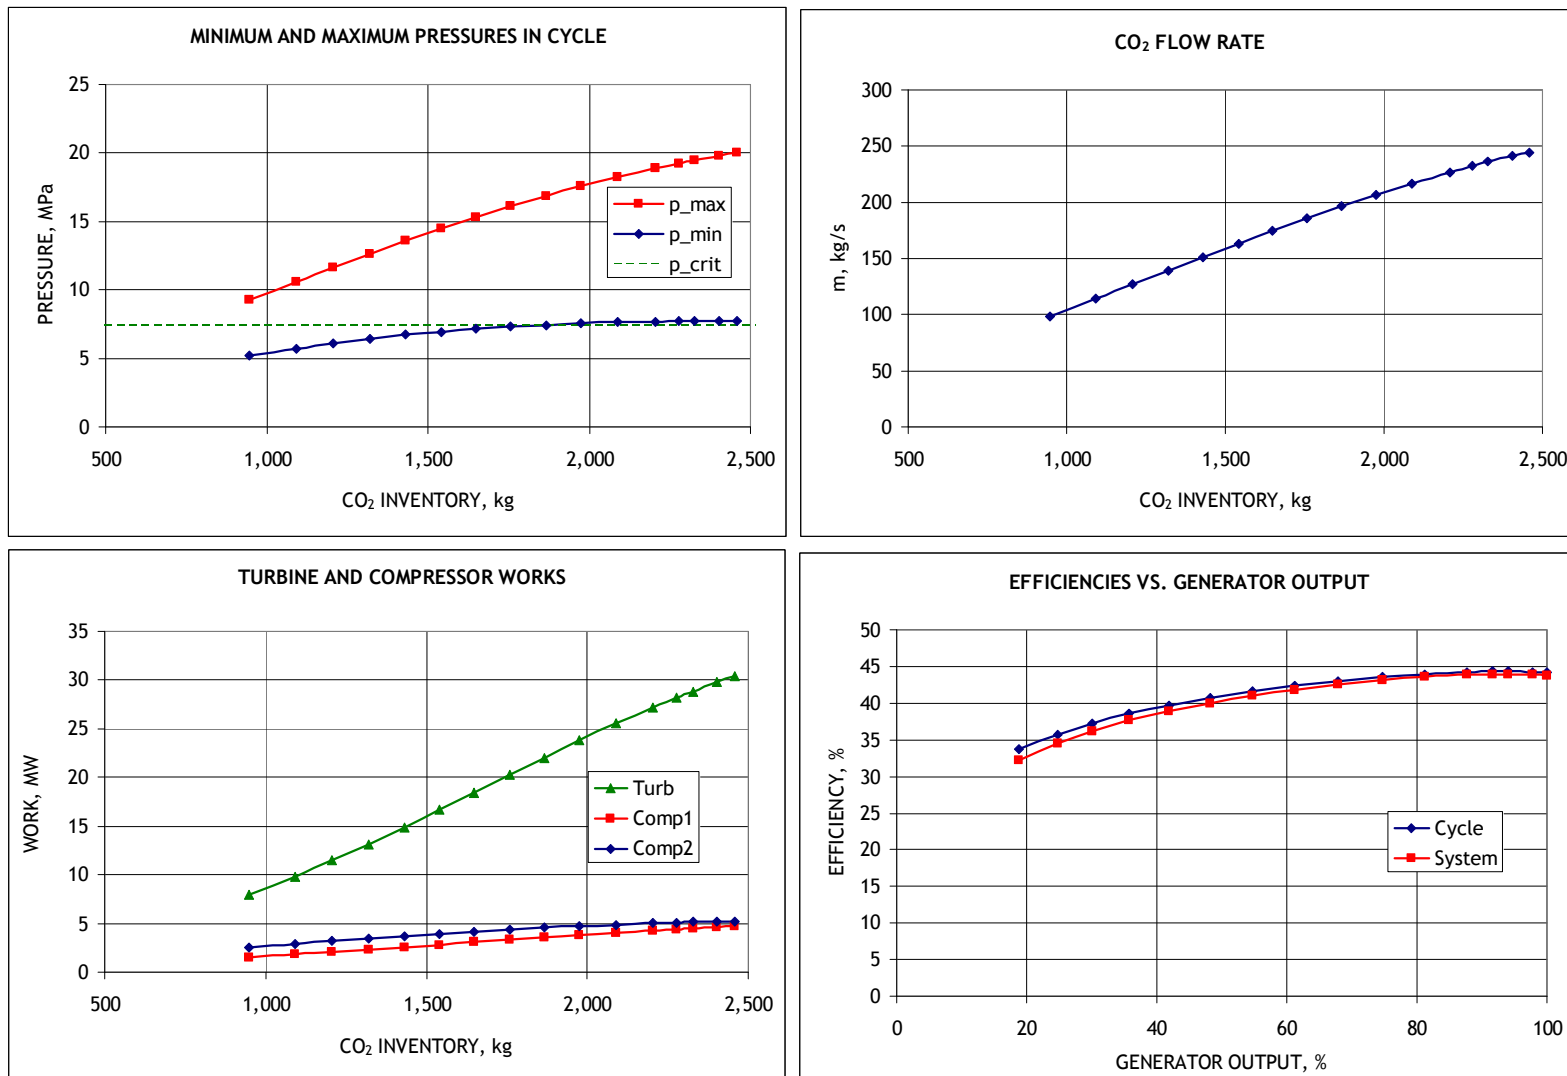 MINIMUM AND MAXIMUM PRESSURES IN CYCLE
PRESSURE, MPa
25
20
15
10
5
0
p_max
p_min
p_crit
500 1,000 1,500 2,000 2,500
CO₂ INVENTORY, kg
CO₂ FLOW RATE
m, kg/s
300
250
200
150
100
50
0
500 1,000 1,500 2,000 2,500
CO₂ INVENTORY, kg
TURBINE AND COMPRESSOR WORKS
WORK, MW
35
30
25
20
15
10
5
0
Turb
Comp1
Comp2
500 1,000 1,500 2,000 2,500
CO₂ INVENTORY, kg
EFFICIENCIES VS. GENERATOR OUTPUT
EFFICIENCY, %
50
45
40
35
30
25
20
15
10
5
0
Cycle
System
0 20 40 60 80 100
GENERATOR OUTPUT, %